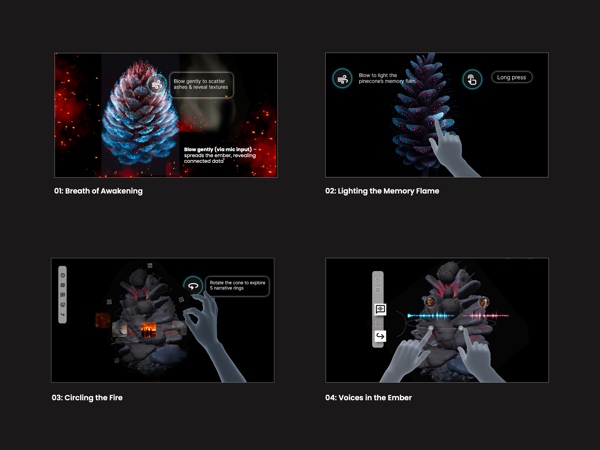 Blow gently to scatter
ashes & reveal textures
Blow gently (via mic input)
spreads the ember, revealing
connected data
01: Breath of Awakening
Blow to light the
pinecone's memory flam
Long press
02: Lighting the Memory Flame
Rotate the cone to explore
5 narrative rings
03: Circling the Fire
04: Voices in the Ember